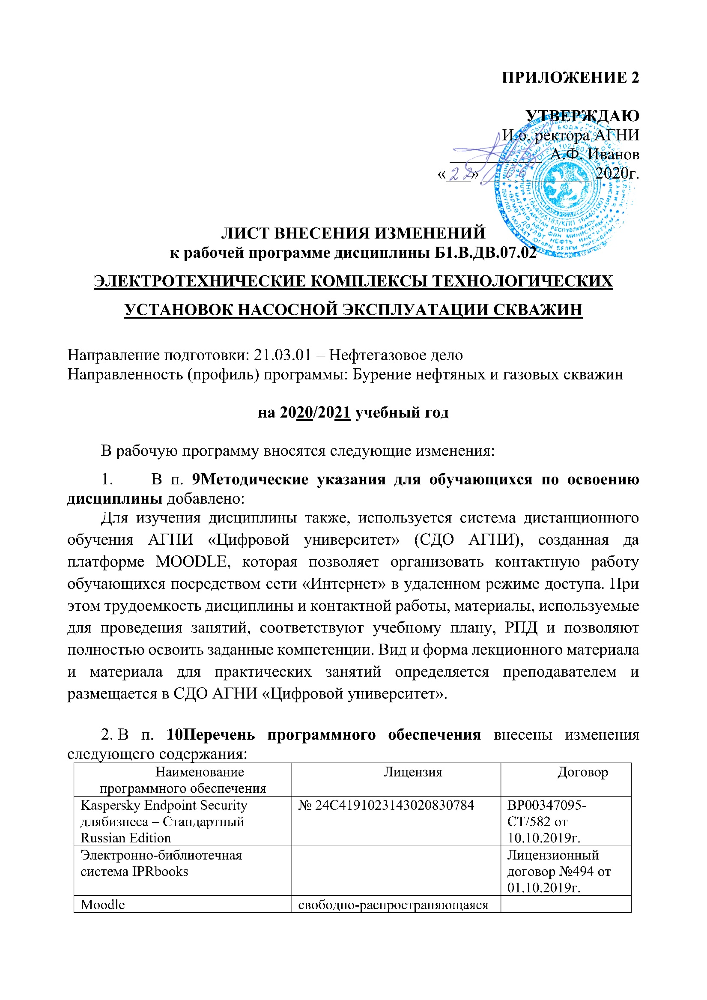 ПРИЛОЖЕНИЕ 2
УТВЕРЖДАЮ
И.о. ректора АГНИ
А.Ф. Иванов
«22» 06 2020г.
ЛИСТ ВНЕСЕНИЯ ИЗМЕНЕНИЙ
к рабочей программе дисциплины Б1.В.ДВ.07.02
ЭЛЕКТРОТЕХНИЧЕСКИЕ КОМПЛЕКСЫ ТЕХНОЛОГИЧЕСКИХ
УСТАНОВОК НАСОСНОЙ ЭКСПЛУАТАЦИИ СКВАЖИН
Направление подготовки: 21.03.01 – Нефтегазовое дело
Направленность (профиль) программы: Бурение нефтяных и газовых скважин
на 2020/2021 учебный год
В рабочую программу вносятся следующие изменения:
1. В п. 9Методические указания для обучающихся по освоению
дисциплины добавлено:
Для изучения дисциплины также, используется система дистанционного
обучения АГНИ «Цифровой университет» (СДО АГНИ), созданная да
платформе MOODLE, которая позволяет организовать контактную работу
обучающихся посредством сети «Интернет» в удаленном режиме доступа. При
этом трудоемкость дисциплины и контактной работы, материалы, используемые
для проведения занятий, соответствуют учебному плану, РПД и позволяют
полностью освоить заданные компетенции. Вид и форма лекционного материала
и материала для практических занятий определяется преподавателем и
размещается в СДО АГНИ «Цифровой университет».
2. В п. 10Перечень программного обеспечения внесены изменения
следующего содержания:
Наименование
программного обеспечения
Лицензия
Договор
Kaspersky Endpoint Security
длябизнеса – Стандартный
Russian Edition
№ 24C4191023143020830784
ВР00347095-
СТ/582 от
10.10.2019г.
Электронно-библиотечная
система IPRbooks
Лицензионный
договор №494 от
01.10.2019г.
Moodle
свободно-распространяющаяся